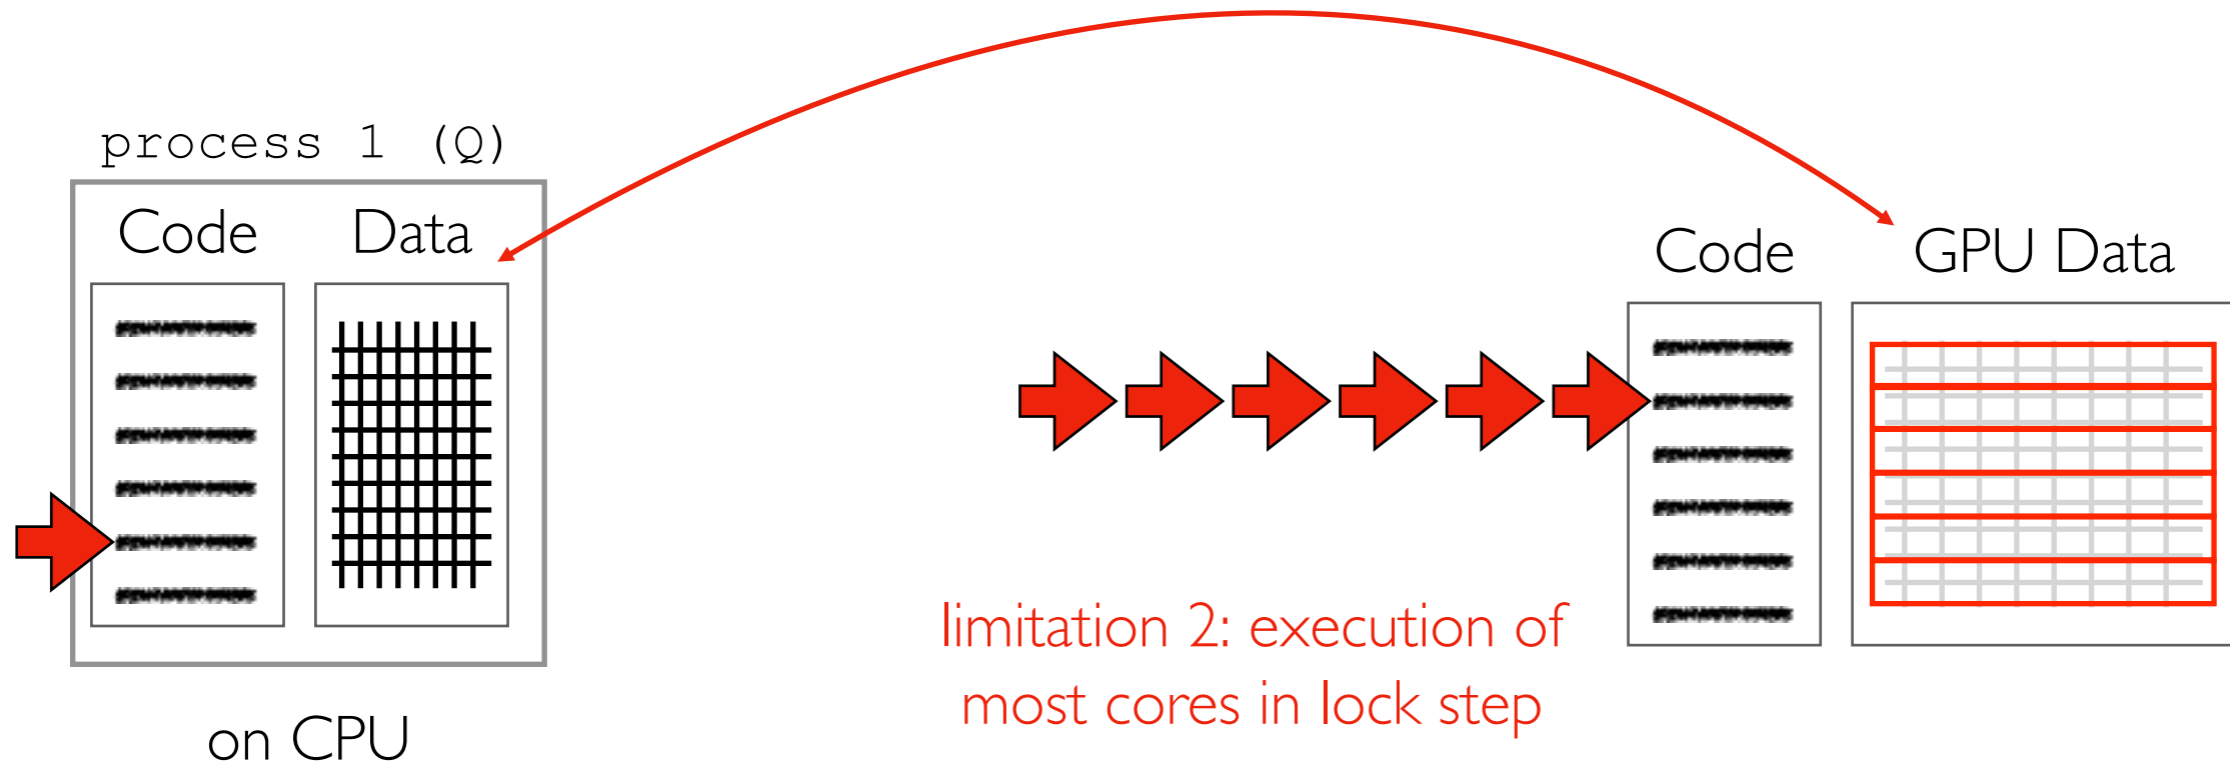 process 1 (Q)
Code
Data
Code
GPU Data
limitation 2: execution of
most cores in lock step
on CPU